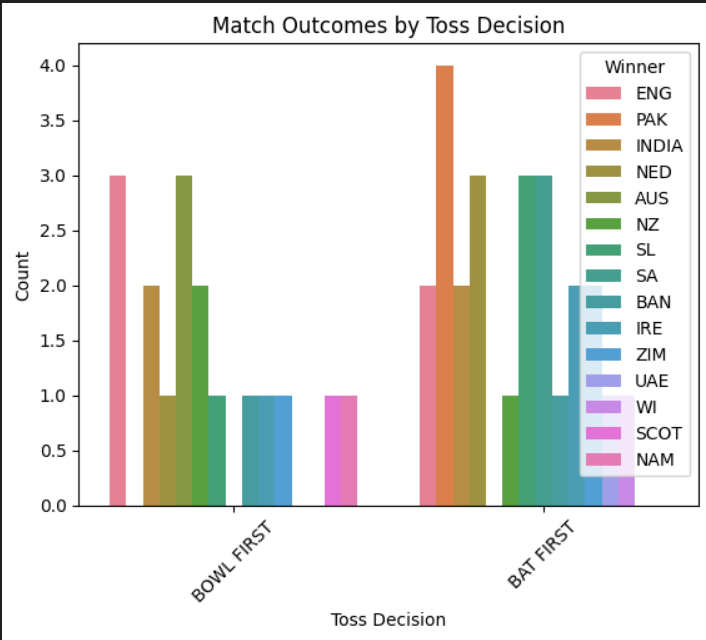 Match Outcomes by Toss Decision
Winner
ENG
PAK
INDIA
NED
AUS
NZ
SL
SA
BAN
IRE
ZIM
UAE
WI
SCOT
NAM
Count
4.0
3.5
3.0
2.5
2.0
1.5
1.0
0.5
0.0
BOWL FIRST
BAT FIRST
Toss Decision